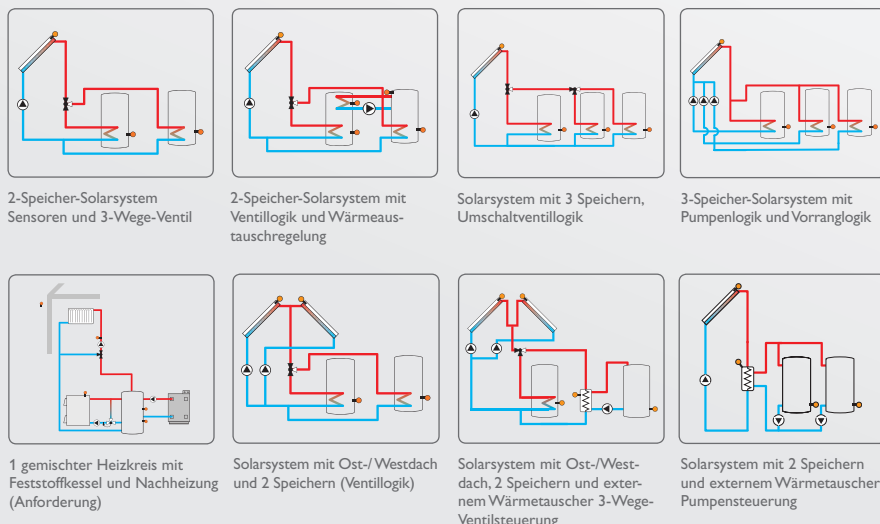 2-Speicher-Solarsystem
Sensoren und 3-Wege-Ventil
2-Speicher-Solarsystem mit
Ventillogik und Wärmeaus-
tauschregelung
Solarsystem mit 3 Speichern,
Umschaltventillogik
3-Speicher-Solarsystem mit
Pumpenlogik und Vorranglogik
1 gemischter Heizkreis mit
Feststoffkessel und Nachheizung
(Anforderung)
Solarsystem mit Ost-/ Westdach
und 2 Speichern (Ventillogik)
Solarsystem mit Ost-/West-
dach, 2 Speichern und exter-
nem Wärmetauscher 3-Wege-
Ventilsteuerung
Solarsystem mit 2 Speichern
und externem Wärmetauscher
Pumpensteuerung